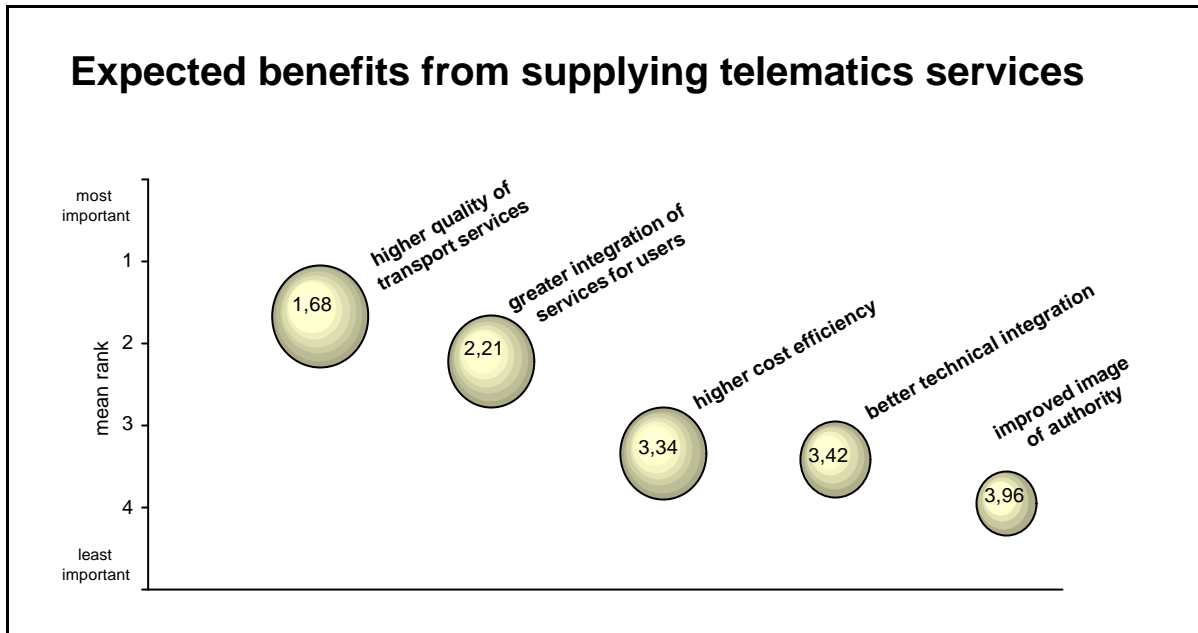 Expected benefits from supplying telematics services
most
important
1
2
3
4
least
important
mean rank
higher quality of
transport services
1,68
greater integration of
services for users
2,21
higher cost efficiency
3,34
better technical integration
3,42
improved image
of authority
3,96